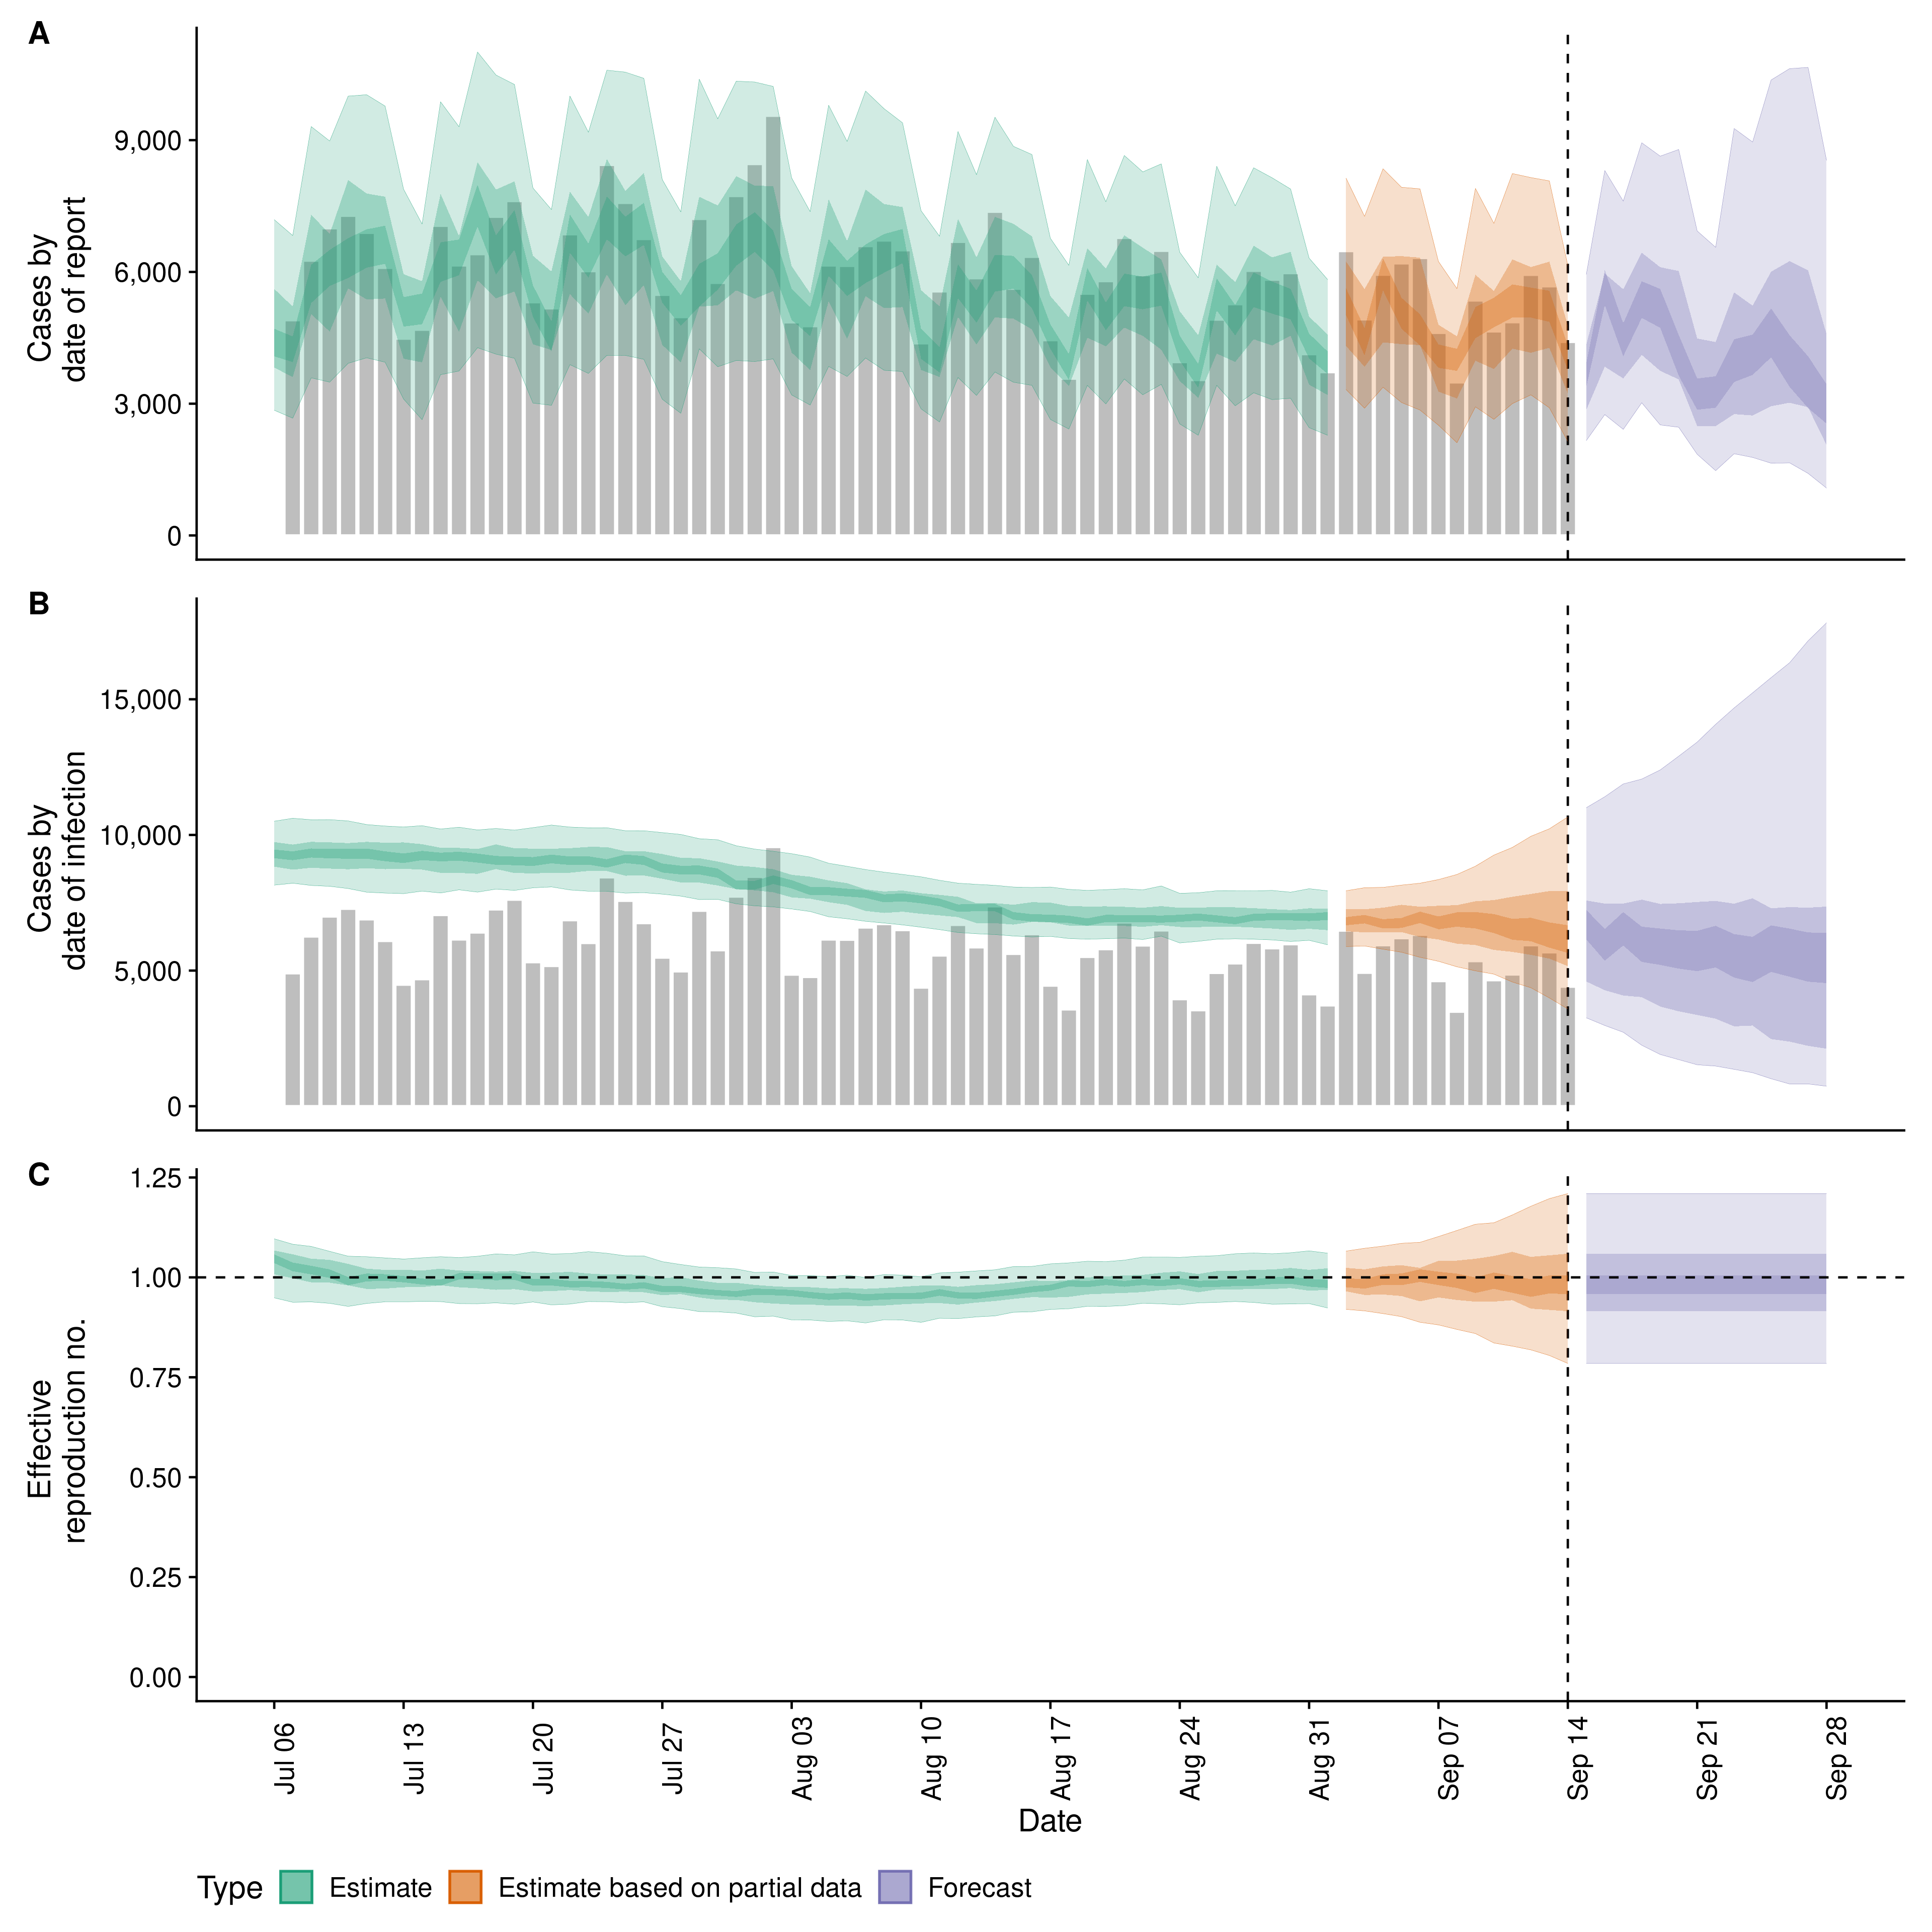 A
Cases by
date of report
9,000
6,000
3,000
0
B
Cases by
date of infection
15,000
10,000
5,000
0
C
Effective
reproduction no.
1.25
1.00
0.75
0.50
0.25
0.00
Jul 06
Jul 13
Jul 20
Jul 27
Aug 03
Aug 10
Aug 17
Aug 24
Aug 31
Sep 07
Sep 14
Sep 21
Sep 28
Date
Type Estimate Estimate based on partial data Forecast